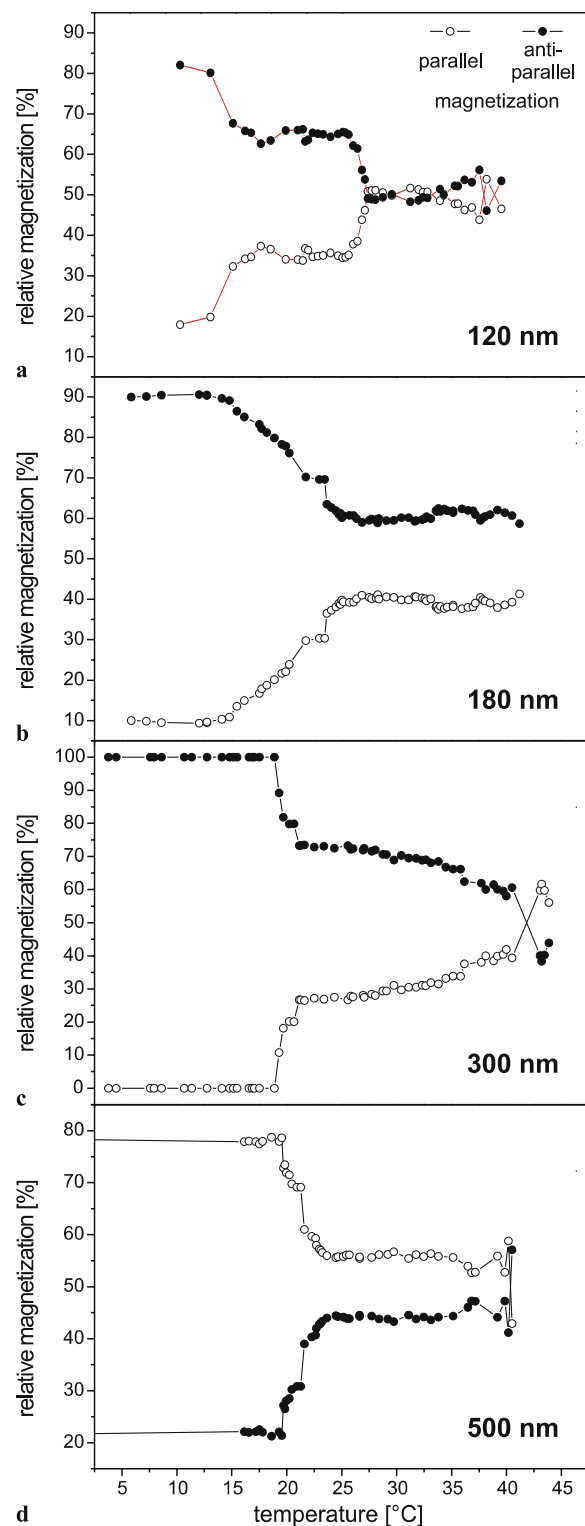 parallel
anti-
parallel
magnetization
relative magnetization [%]
90
80
70
60
50
40
30
20
10
120 nm
a
relative magnetization [%]
90
80
70
60
50
40
30
20
10
180 nm
b
relative magnetization [%]
100
90
80
70
60
50
40
30
20
10
0
300 nm
c
relative magnetization [%]
80
70
60
50
40
30
20
500 nm
d
5
10
15
20
25
30
35
40
45
temperature [°C]